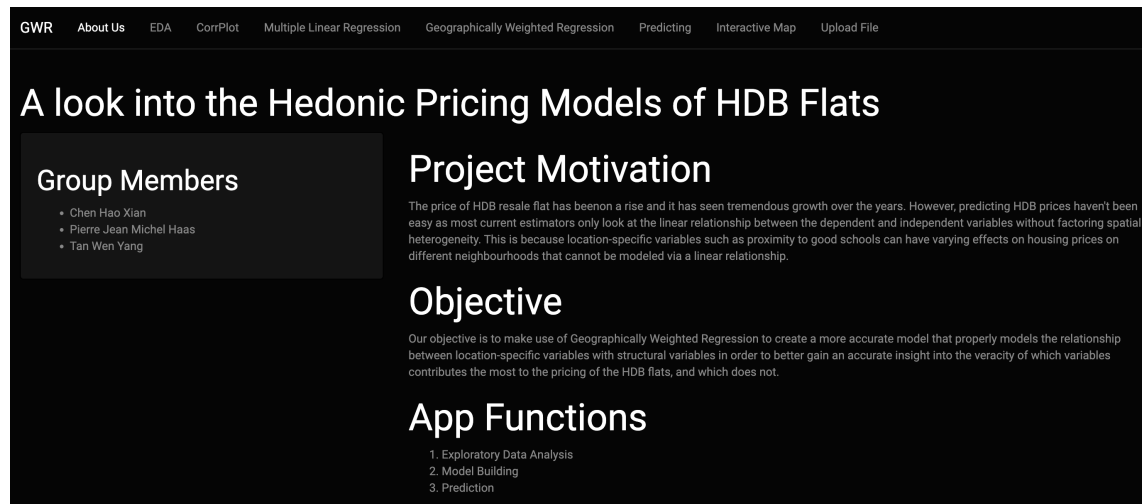 GWR About Us EDA CorrPlot Multiple Linear Regression Geographically Weighted Regression Predicting Interactive Map Upload File
A look into the Hedonic Pricing Models of HDB Flats
Group Members
• Chen Hao Xian
• Pierre Jean Michel Haas
• Tan Wen Yang
Project Motivation
The price of HDB resale flat has beenon a rise and it has seen tremendous growth over the years. However, predicting HDB prices haven't been
easy as most current estimators only look at the linear relationship between the dependent and independent variables without factoring spatial
heterogeneity. This is because location-specific variables such as proximity to good schools can have varying effects on housing prices on
different neighbourhoods that cannot be modeled via a linear relationship.
Objective
Our objective is to make use of Geographically Weighted Regression to create a more accurate model that properly models the relationship
between location-specific variables with structural variables in order to better gain an accurate insight into the veracity of which variables
contributes the most to the pricing of the HDB flats, and which does not.
App Functions
1. Exploratory Data Analysis
2. Model Building
3. Prediction